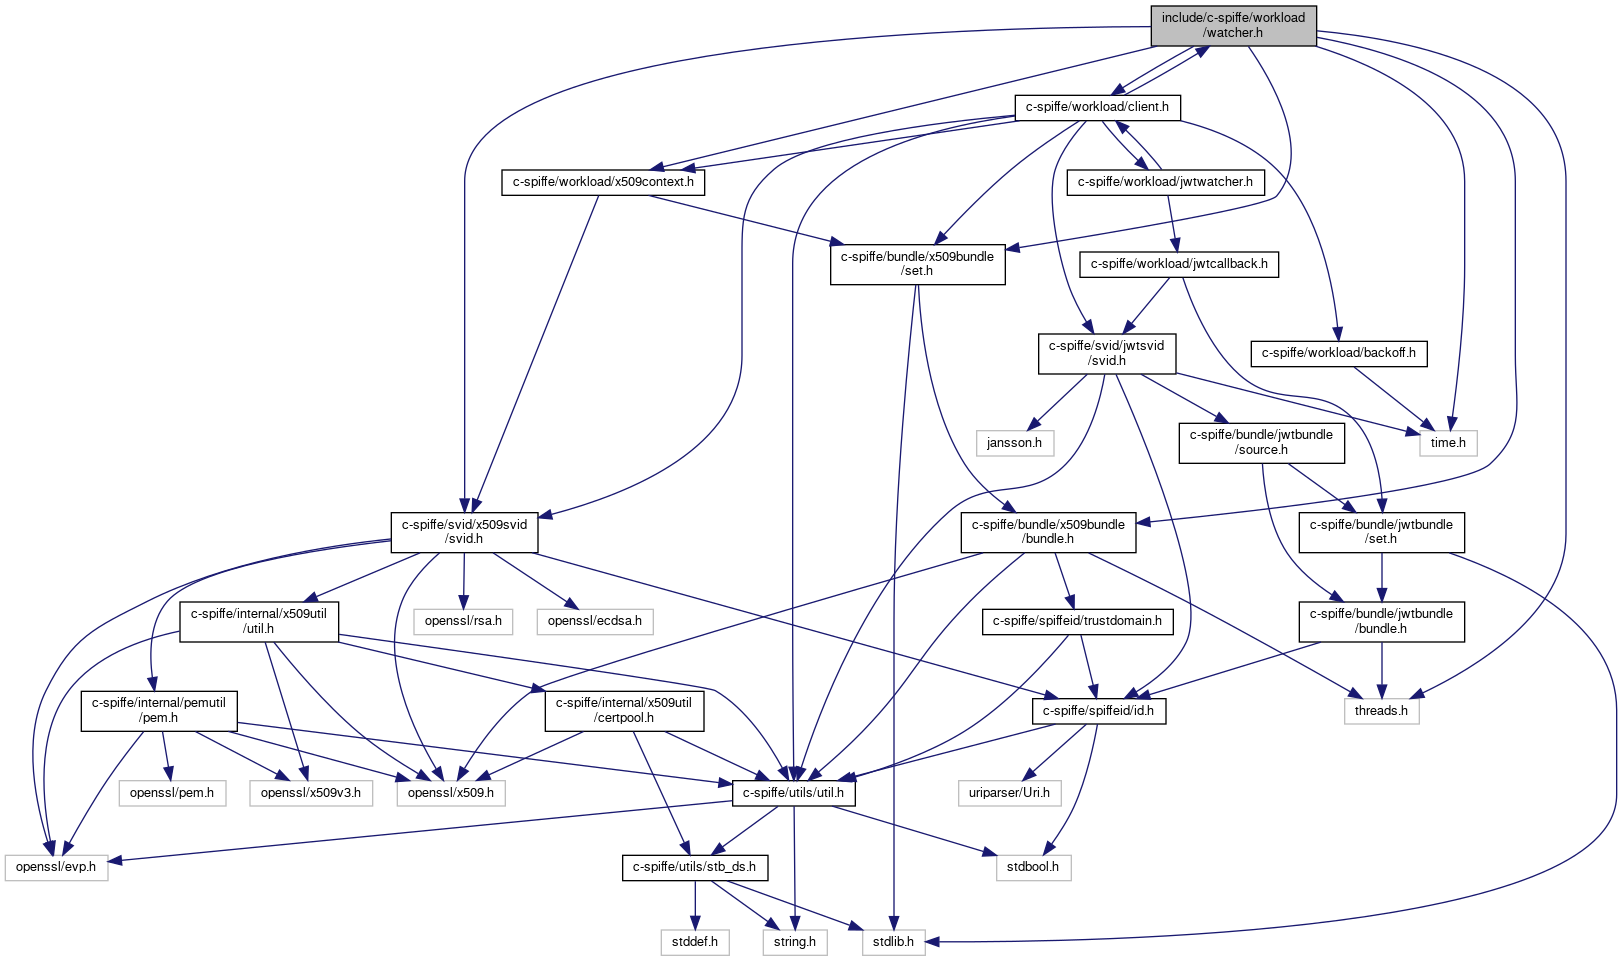 include/c-spiffe/workload
/watcher.h
c-spiffe/workload/client.h
c-spiffe/workload/x509context.h
c-spiffe/workload/jwtwatcher.h
c-spiffe/bundle/x509bundle
/set.h
c-spiffe/workload/jwtcallback.h
c-spiffe/svid/jwtsvid
/svid.h
c-spiffe/workload/backoff.h
jansson.h
c-spiffe/bundle/jwtbundle
/source.h
time.h
c-spiffe/svid/x509svid
/svid.h
c-spiffe/bundle/x509bundle
/bundle.h
c-spiffe/bundle/jwtbundle
/set.h
c-spiffe/internal/x509util
/util.h
openssl/rsa.h
openssl/ecdsa.h
c-spiffe/spiffeid/trustdomain.h
c-spiffe/bundle/jwtbundle
/bundle.h
c-spiffe/internal/pemutil
/pem.h
c-spiffe/internal/x509util
/certpool.h
c-spiffe/spiffeid/id.h
threads.h
openssl/pem.h
openssl/x509v3.h
openssl/x509.h
c-spiffe/utils/util.h
uriparser/Uri.h
openssl/evp.h
c-spiffe/utils/stb_ds.h
stdbool.h
stddef.h
string.h
stdlib.h